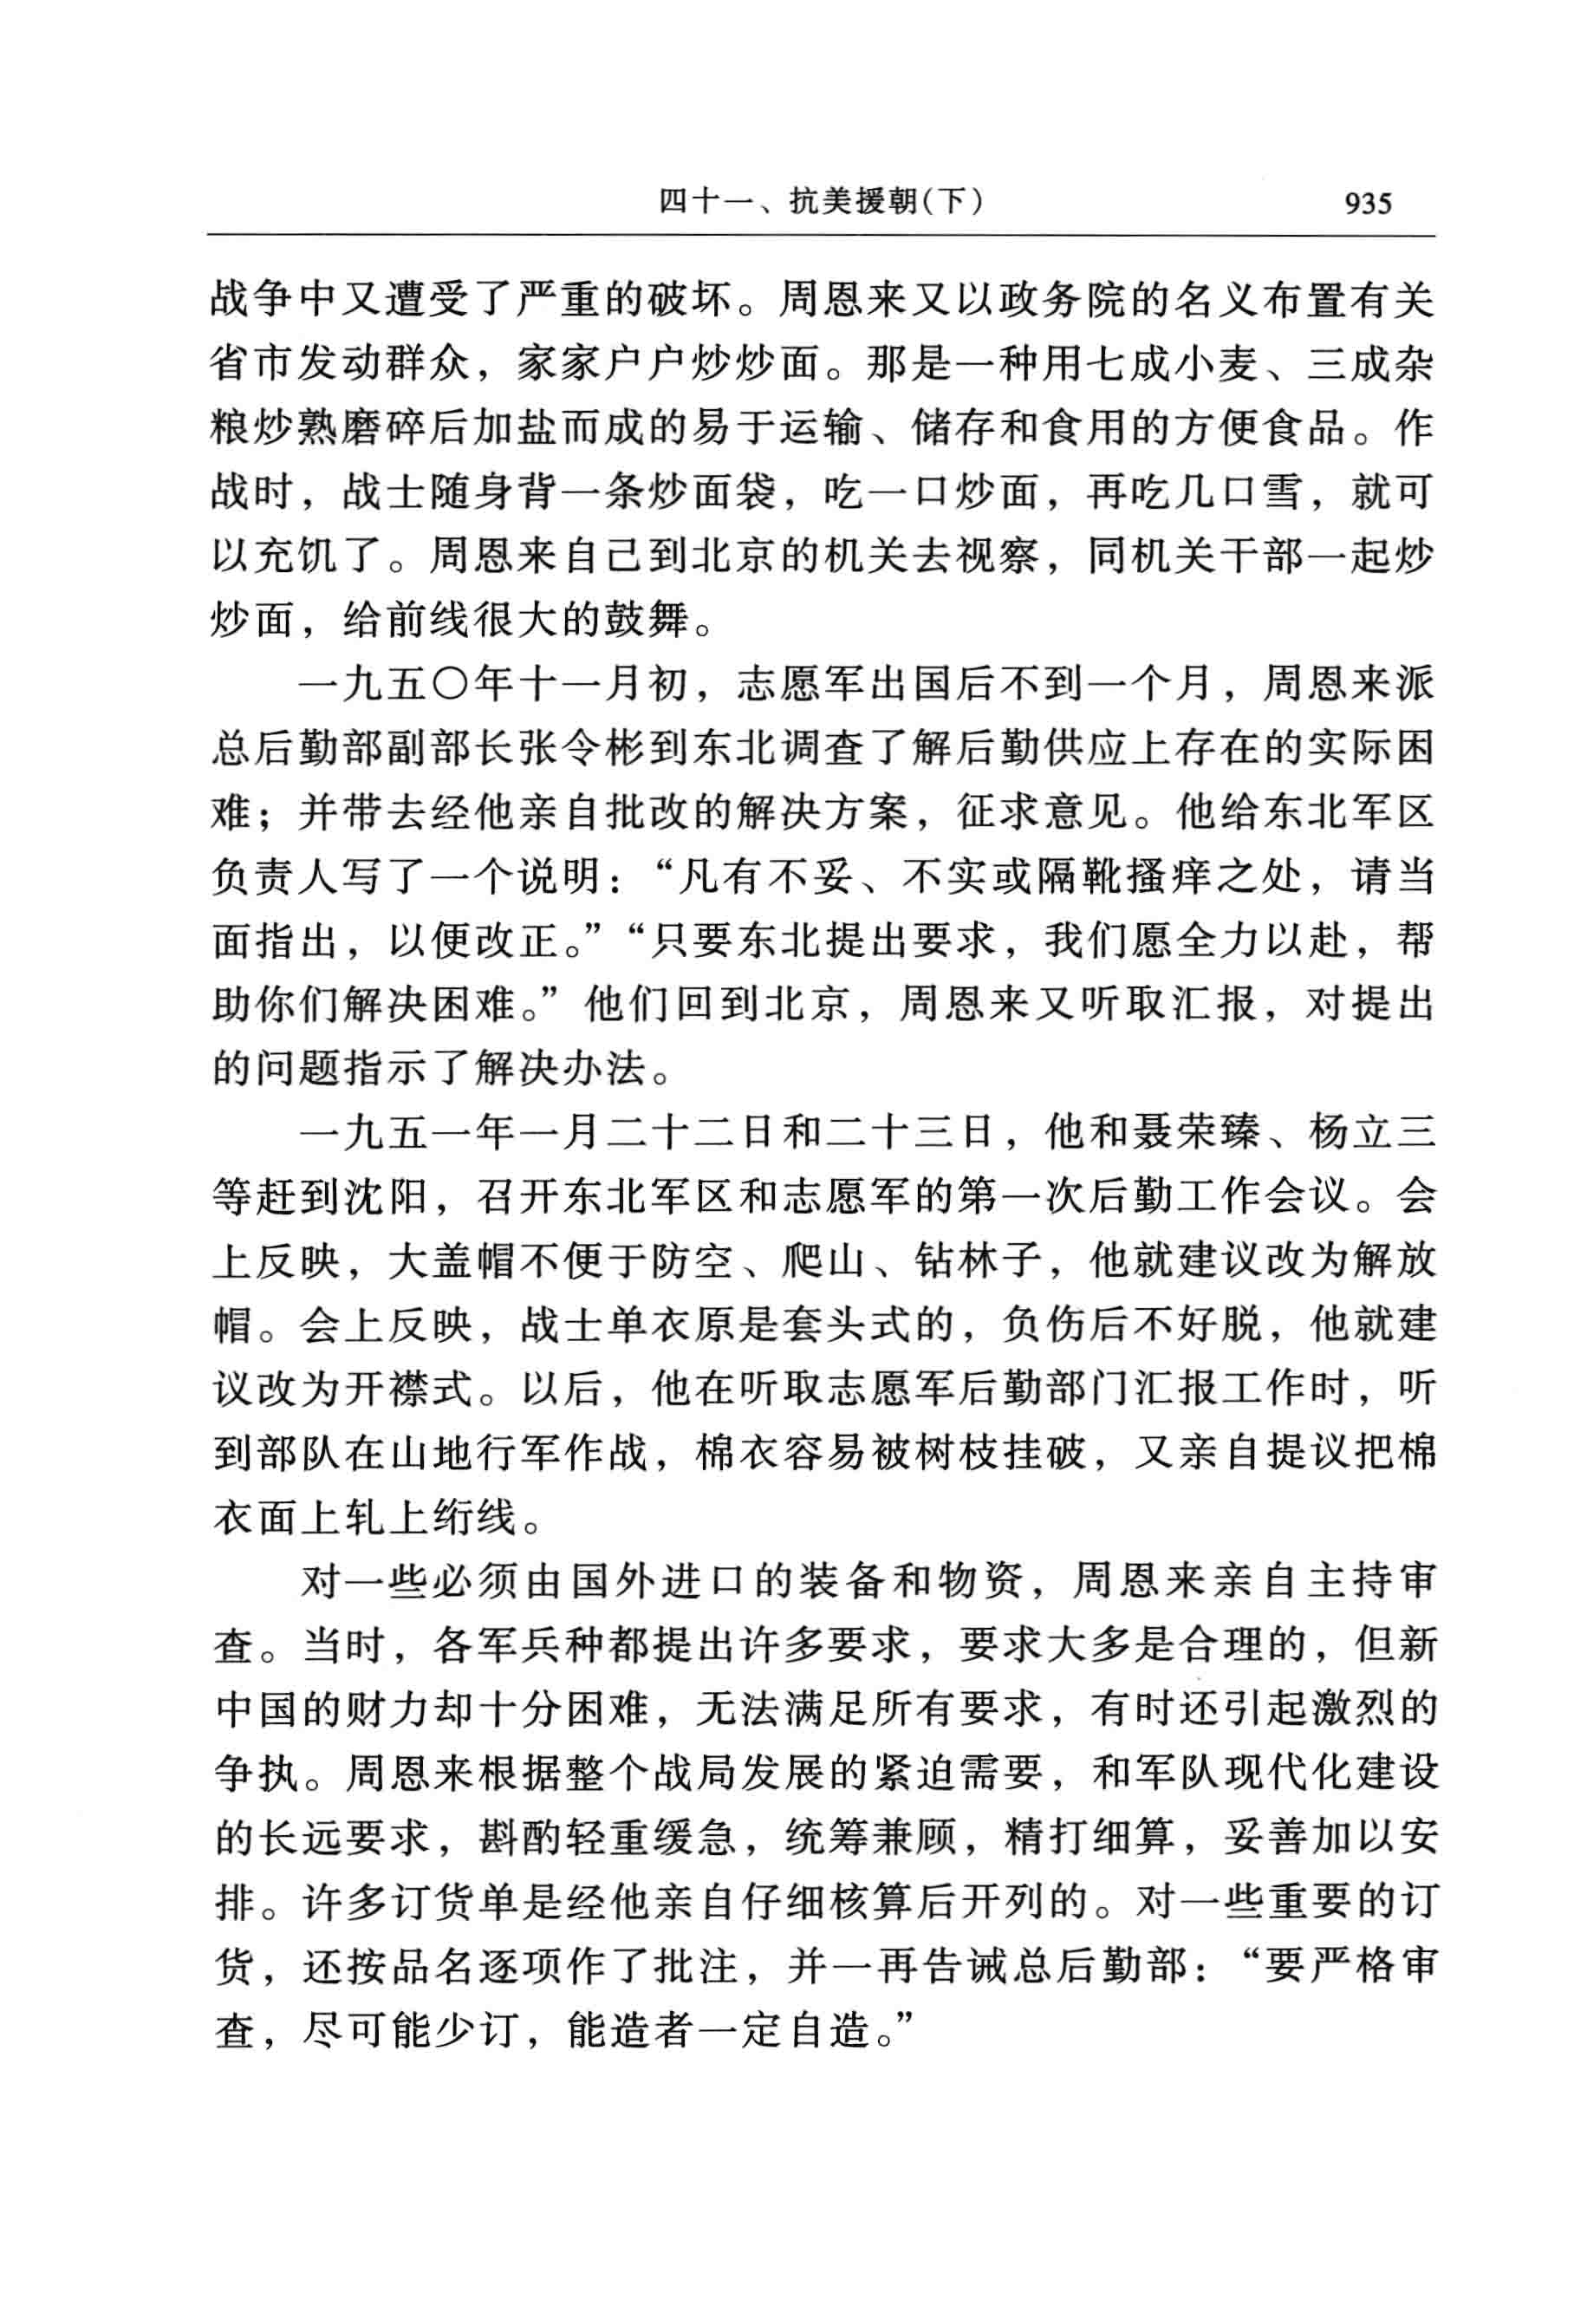 四十一、抗美援朝(下) 935
战争中又遭受了严重的破坏。周恩来又以政务院的名义布置有关
省市发动群众，家家户户炒炒面。那是一种用七成小麦、三成杂
粮炒熟磨碎后加盐而成的易于运输、储存和食用的方便食品。作
战时，战士随身背一条炒面袋，吃一口炒面，再吃几口雪，就可
以充饥了。周恩来自己到北京的机关去视察，同机关干部一起炒
炒面，给前线很大的鼓舞。
一九五〇年十一月初，志愿军出国后不到一个月，周恩来派
总后勤部副部长张令彬到东北调查了解后勤供应上存在的实际困
难；并带去经他亲自批改的解决方案，征求意见。他给东北军区
负责人写了一个说明：“凡有不妥、不实或隔靴搔痒之处，请当
面指出，以便改正。”“只要东北提出要求，我们愿全力以赴，帮
助你们解决困难。”他们回到北京，周恩来又听取汇报，对提出
的问题指示了解决办法。
一九五一年一月二十二日和二十三日，他和聂荣臻、杨立三
等赶到沈阳，召开东北军区和志愿军的第一次后勤工作会议。会
上反映，大盖帽不便于防空、爬山、钻林子，他就建议改为解放
帽。会上反映，战士单衣原是套头式的，负伤后不好脱，他就建
议改为开襟式。以后，他在听取志愿军后勤部门汇报工作时，听
到部队在山地行军作战，棉衣容易被树枝挂破，又亲自提议把棉
衣面上轧上绗线。
对一些必须由国外进口的装备和物资，周恩来亲自主持审
查。当时，各军兵种都提出许多要求，要求大多是合理的，但新
中国的财力却十分困难，无法满足所有要求，有时还引起激烈的
争执。周恩来根据整个战局发展的紧迫需要，和军队现代化建设
的长远要求，斟酌轻重缓急，统筹兼顾，精打细算，妥善加以安
排。许多订货单是经他亲自仔细核算后开列的。对一些重要的订
货，还按品名逐项作了批注，并一再告诫总后勤部：“要严格审
查，尽可能少订，能造者一定自造。”